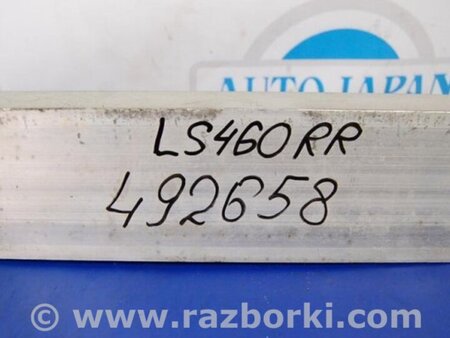 AUTO JAPAN
LS460RR
492658
© www.razborki.com